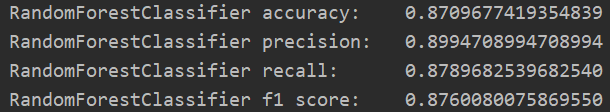 RandomForestClassifier accuracy: 0.8709677419354839
RandomForestClassifier precision: 0.8994708994708994
RandomForestClassifier recall: 0.8789682539682540
RandomForestClassifier f1 score: 0.8760080075869550